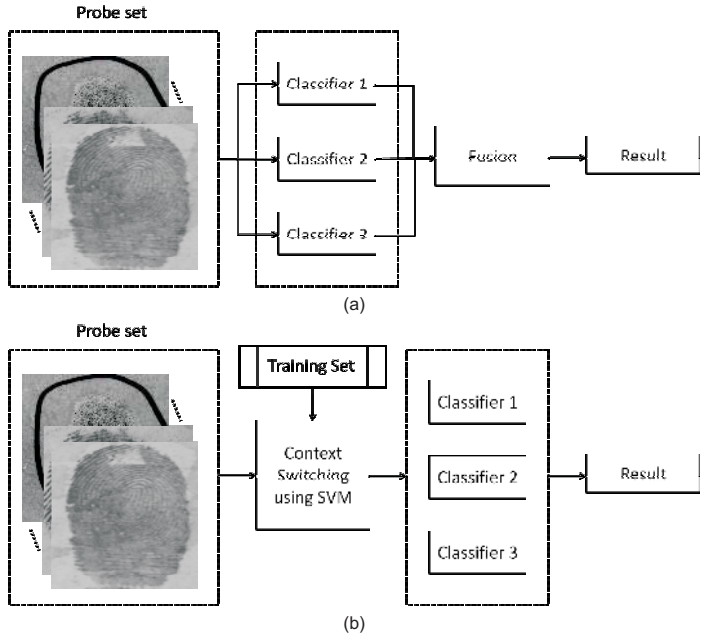 Probe set
Classifier 1
Classifier 2
Classifier 3
Fusion
Result
(a)
Probe set
Training Set
Context
Switching
using SVM
Classifier 1
Classifier 2
Classifier 3
Result
(b)